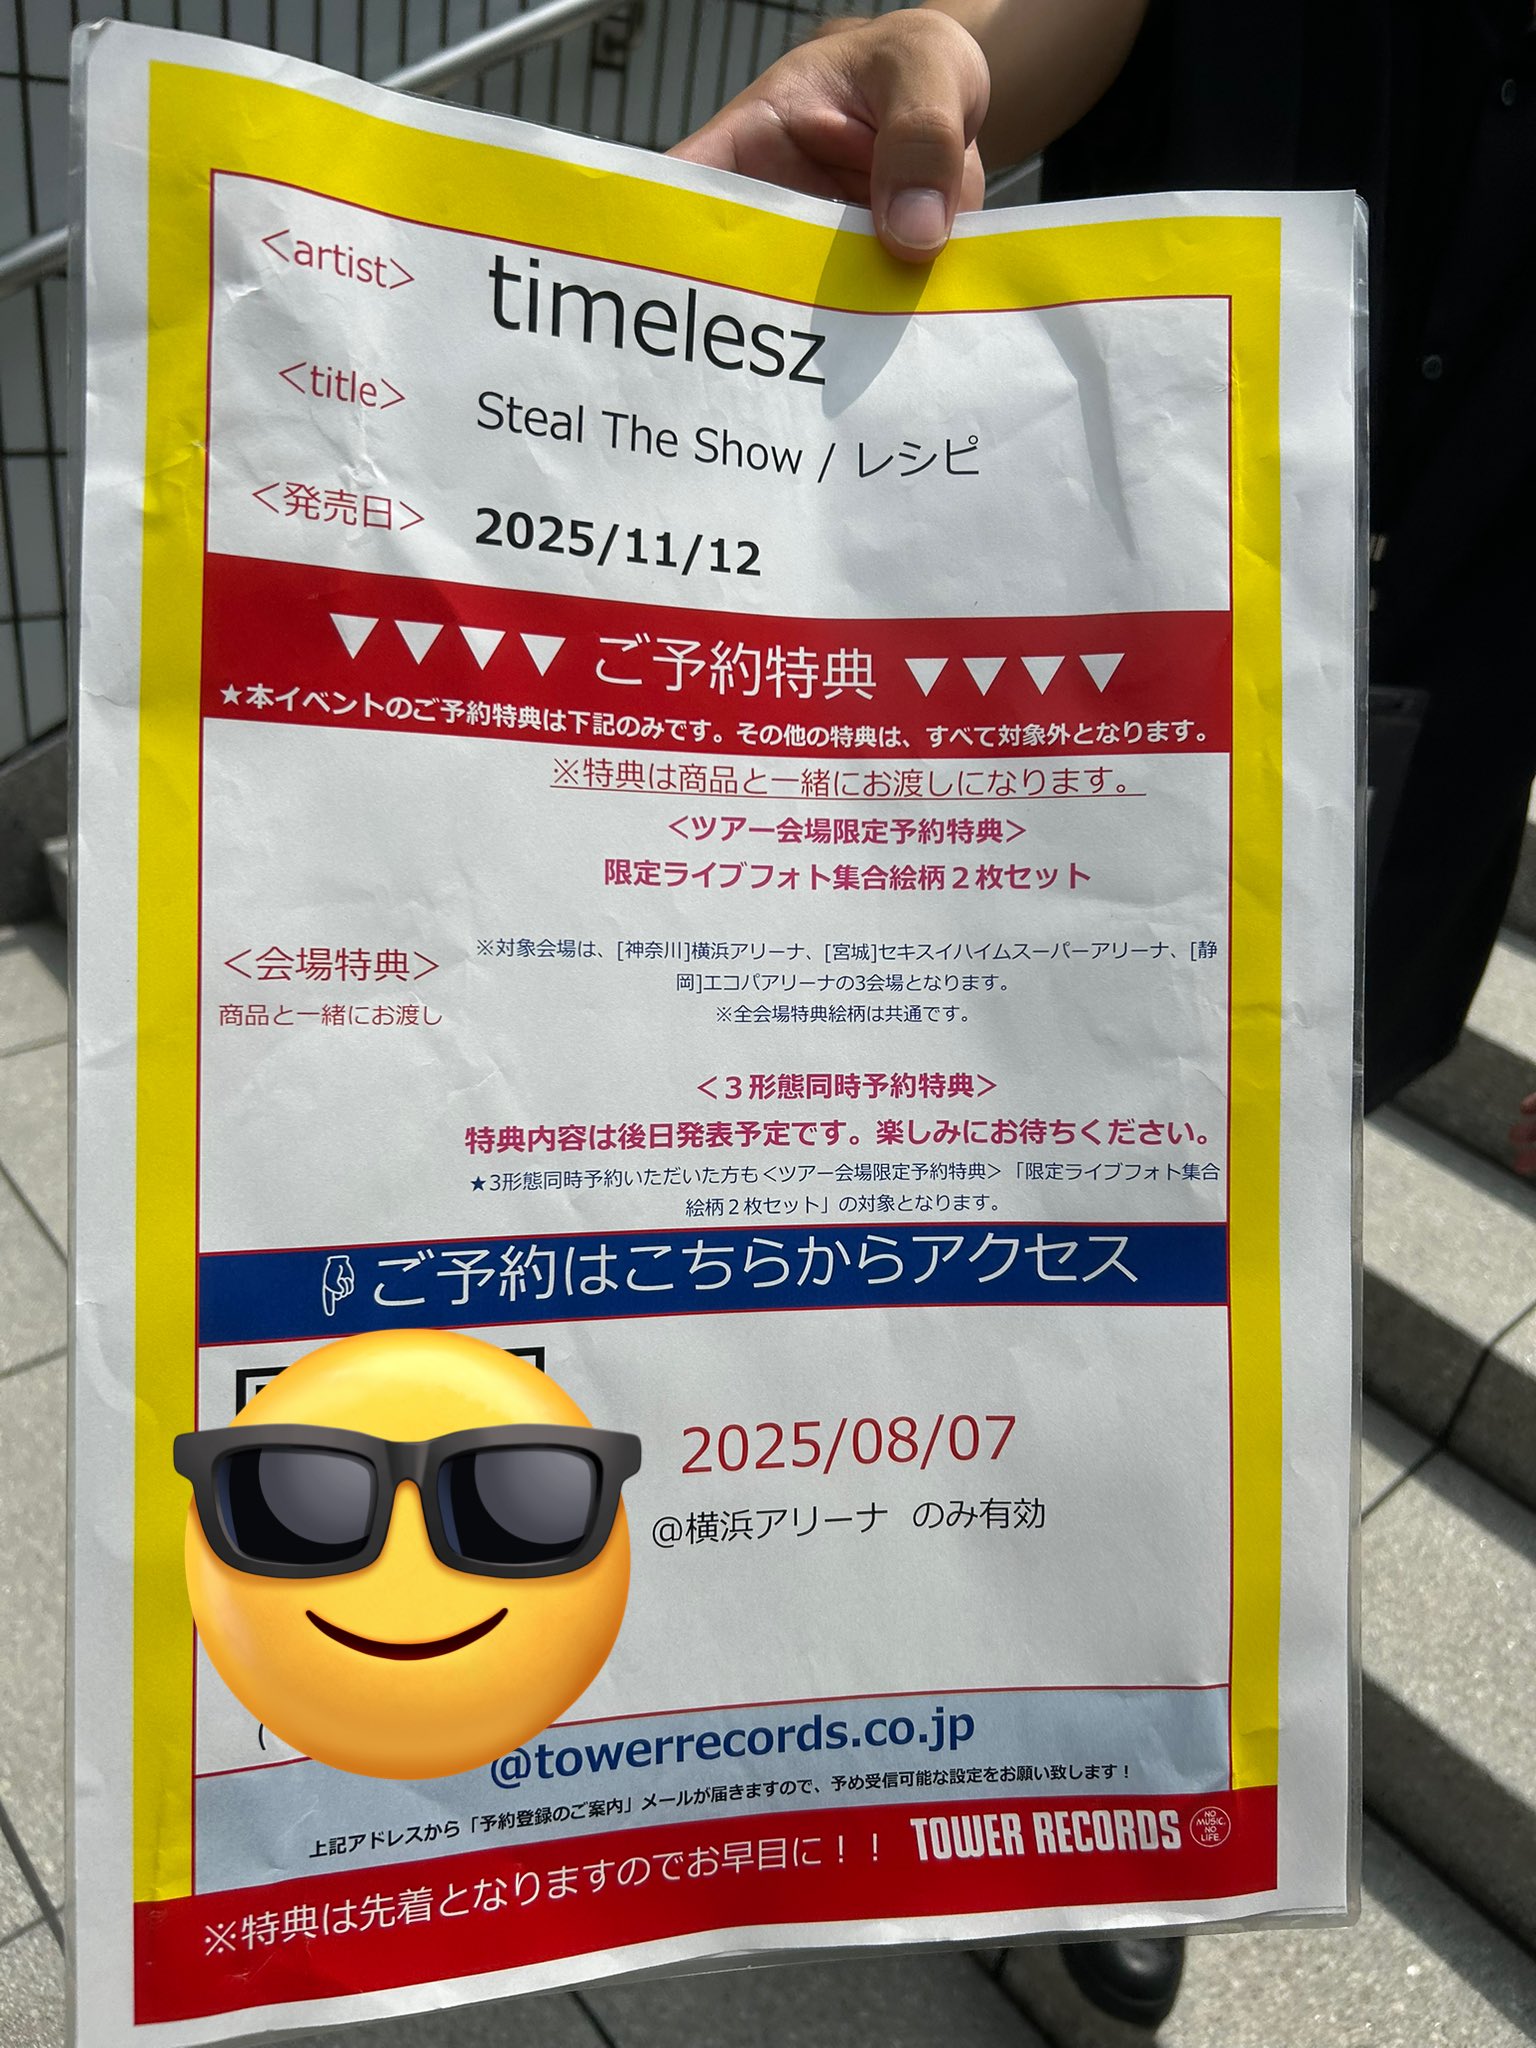 <artist> timelesz
<title> Steal The Show / レシピ
<発売日> 2025/11/12
▼▼▼▼ ご予約特典 ▼▼▼▼
★本イベントのご予約特典は下記のみです。その他の特典は、すべて対象外となります。
※特典は商品と一緒にお渡しになります。
<ツアー会場限定予約特典>
限定ライブフォト集合絵柄2枚セット
<会場特典>
商品と一緒にお渡し
※対象会場は、[神奈川]横浜アリーナ、[宮城]セキスイハイムスーパーアリーナ、[静
岡]エコパアリーナの3会場となります。
※全会場特典絵柄は共通です。
<3形態同時予約特典>
特典内容は後日発表予定です。楽しみにお待ちください。
★3形態同時予約いただいた方も<ツアー会場限定予約特典>「限定ライブフォト集合
絵柄2枚セット」の対象となります。
☟ご予約はこちらからアクセス
2025/08/07
@横浜アリーナ のみ有効
(
@towerrecords.co.jp
上記アドレスから「予約登録のご案内」メールが届きますので、予め受信可能な設定をお願い致します！
※特典は先着となりますのでお早目に！！ TOWER RECORDS
NO
MUSIC.
NO
LIFE.